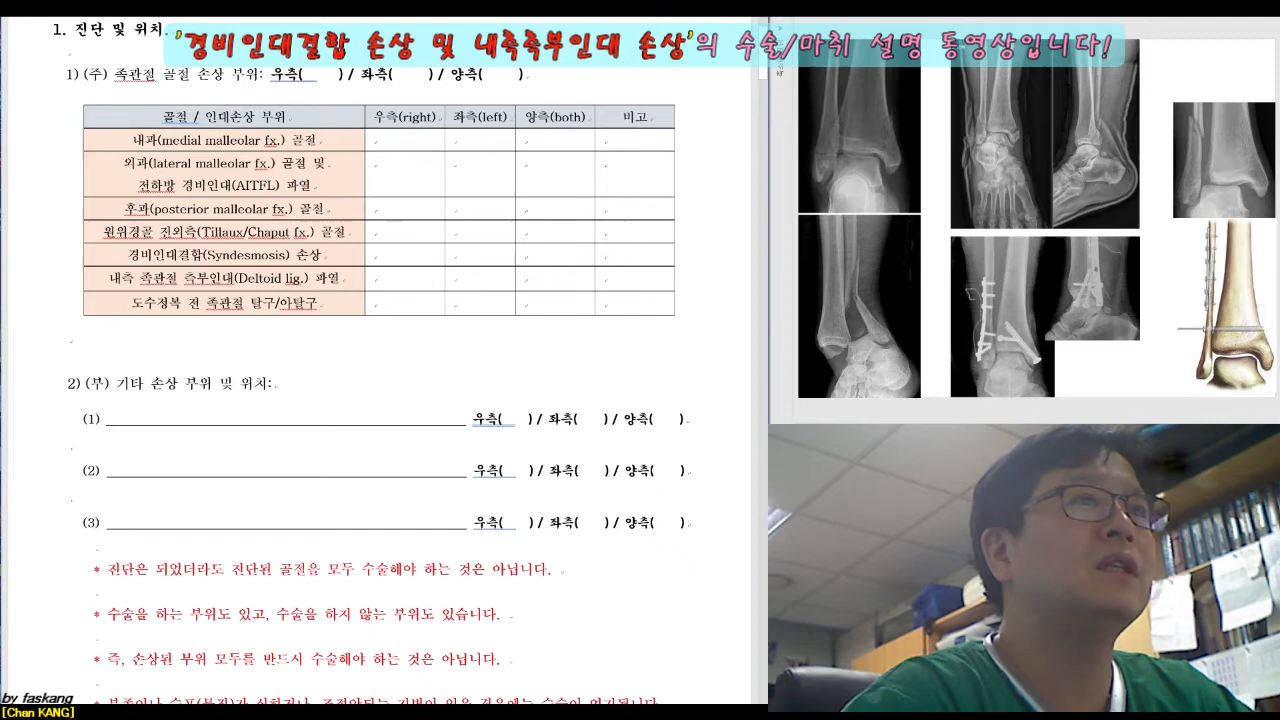 '경비인대결합 손상 및 내측측부인대 손상'의 수술/마취 설명 동영상입니다!
1. 진단 및 위치.
1) (주) 족관절 골절 손상 부위: 우측( ) / 좌측( ) / 양측( )
골절 / 인대손상 부위 우측(right) 좌측(left) 양측(both) 비고
내과(medial malleolar fx.) 골절
외과(lateral malleolar fx.) 골절 및
전하방 경비인대(AITFL) 파열
후과(posterior malleolar fx.) 골절
원위경골 전외측(Tillaux/Chaput fx.) 골절
경비인대결합(Syndesmosis) 손상
내측 족관절 측부인대(Deltoid lig.) 파열
도수정복 전 족관절 탈구/아탈구
2) (부) 기타 손상 부위 및 위치:
(1) 우측( ) / 좌측( ) / 양측( )
(2) 우측( ) / 좌측( ) / 양측( )
(3) 우측( ) / 좌측( ) / 양측( )
* 진단은 되었더라도 진단된 골절을 모두 수술해야 하는 것은 아닙니다.
* 수술을 하는 부위도 있고, 수술을 하지 않는 부위도 있습니다.
* 즉, 손상된 부위 모두를 반드시 수술해야 하는 것은 아닙니다.
by faskang
[Chan KANG]